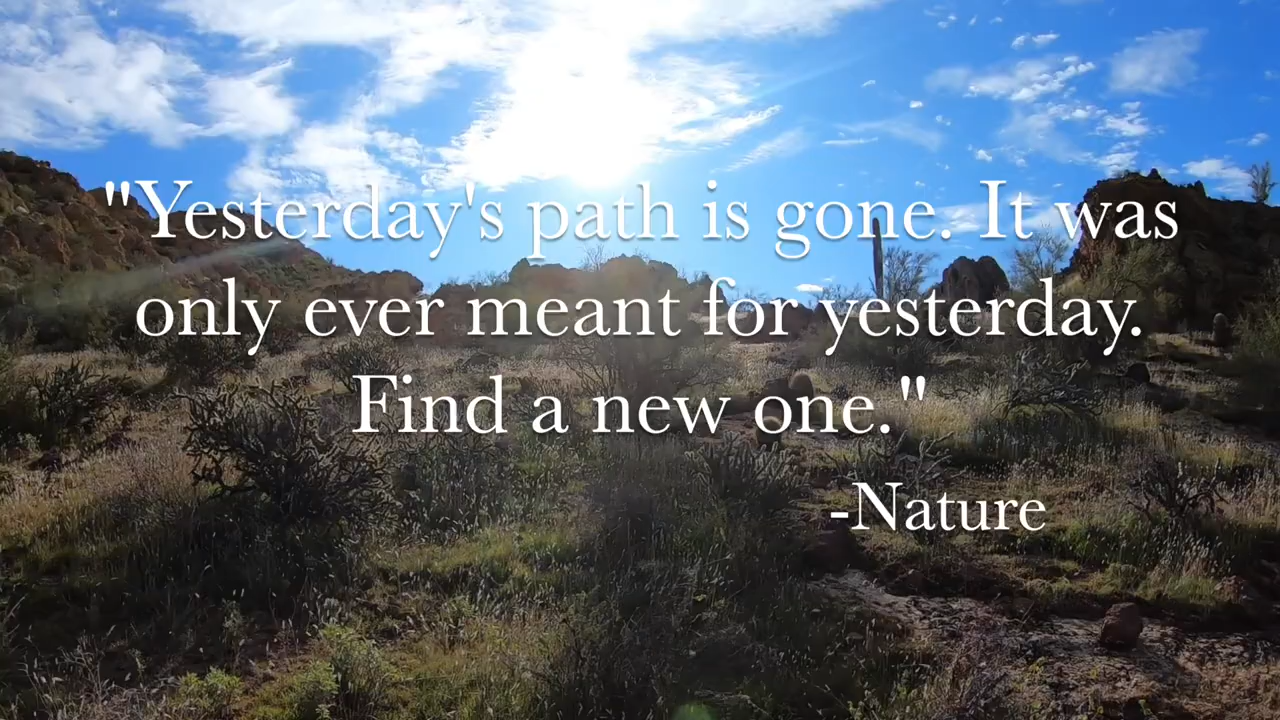 "Yesterday's path is gone. It was
only ever meant for yesterday.
Find a new one."
-Nature